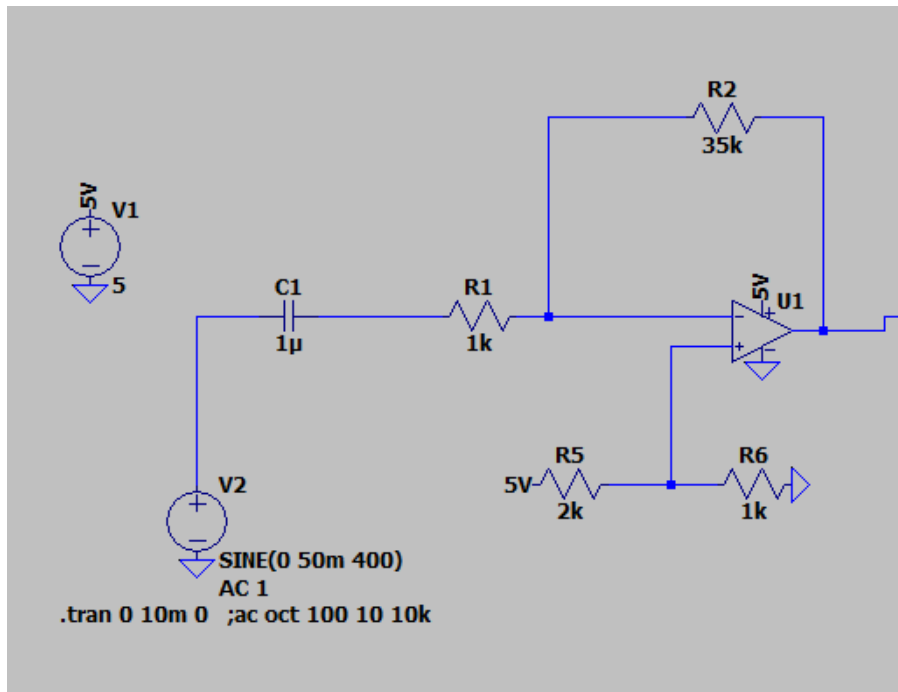 R2
35k
5V
V1
5
C1
1µ
R1
1k
5V
U1
5V
R5
2k
R6
1k
V2
SINE(0 50m 400)
AC 1
.tran 0 10m 0 ;ac oct 100 10 10k